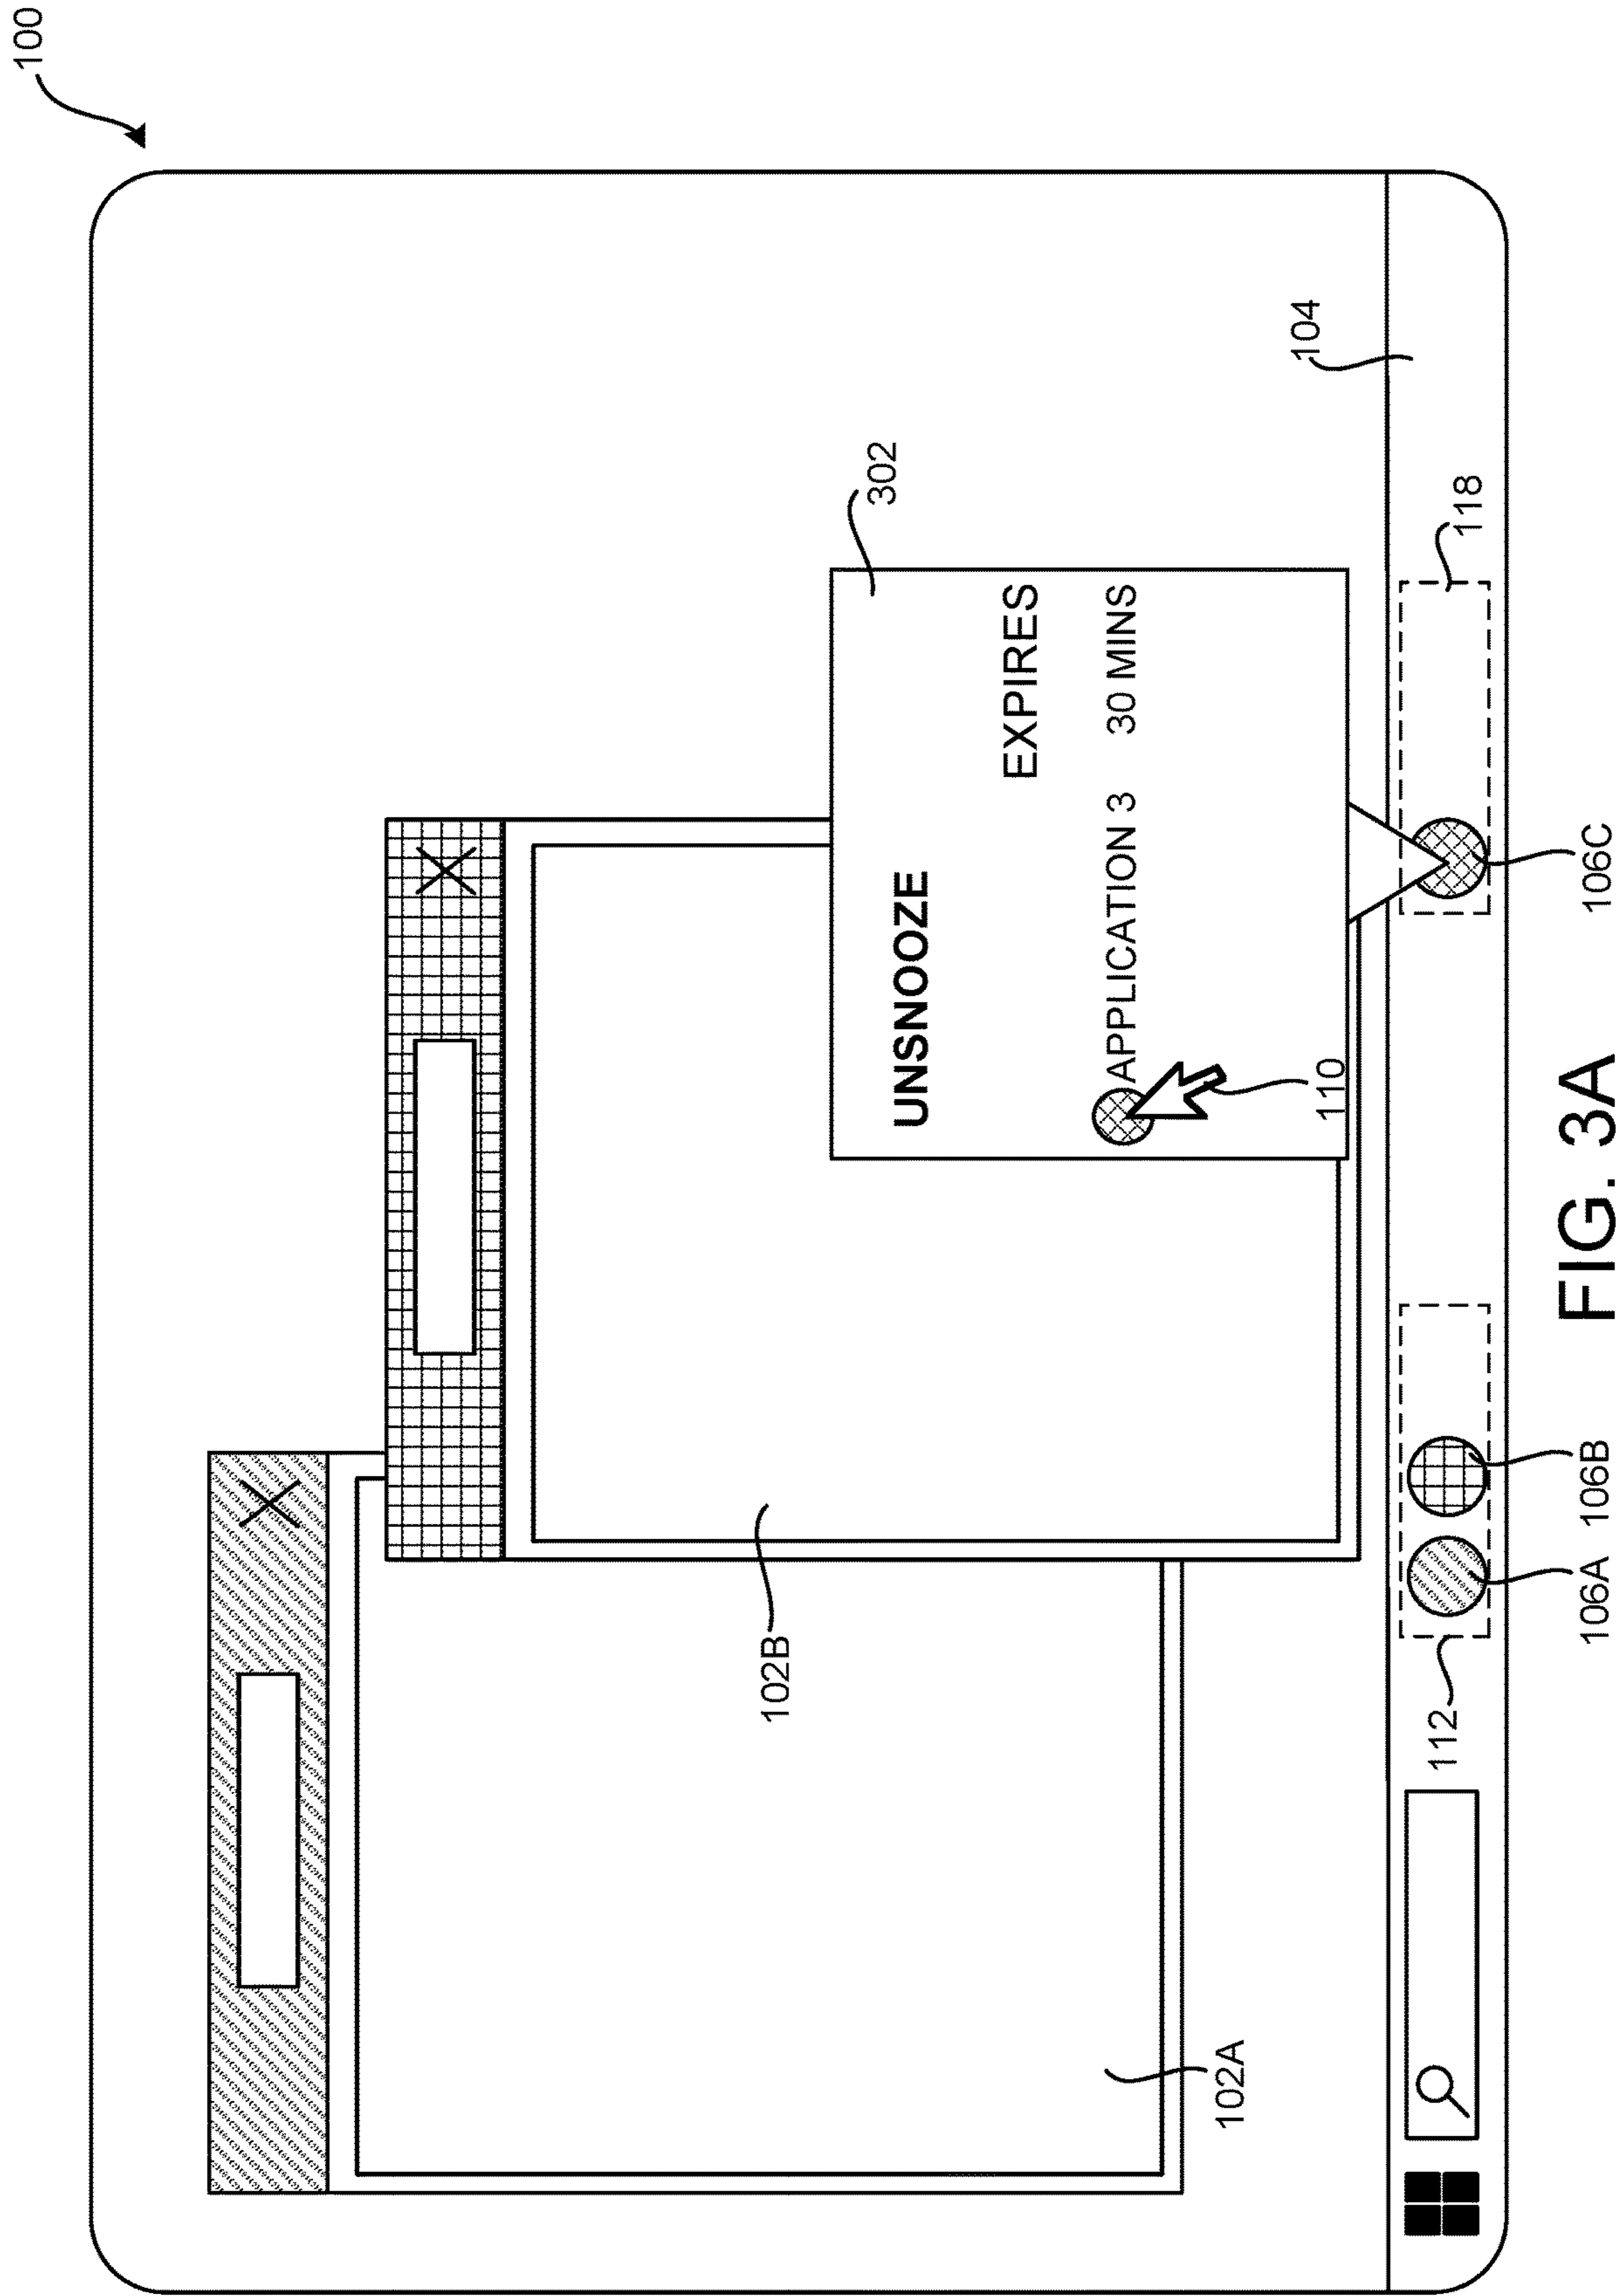 100
302
UNSNOOZE
EXPIRES
APPLICATION 3 30 MINS
110
102B
102A
104
118
112
106A
106B
106C
FIG. 3A